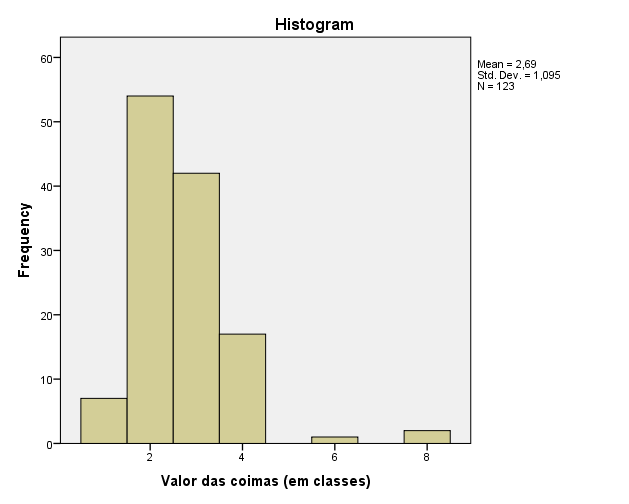 Histogram
Mean = 2,69
Std. Dev. = 1,095
N = 123
Frequency
60
50
40
30
20
10
0
2 4 6 8
Valor das coimas (em classes)